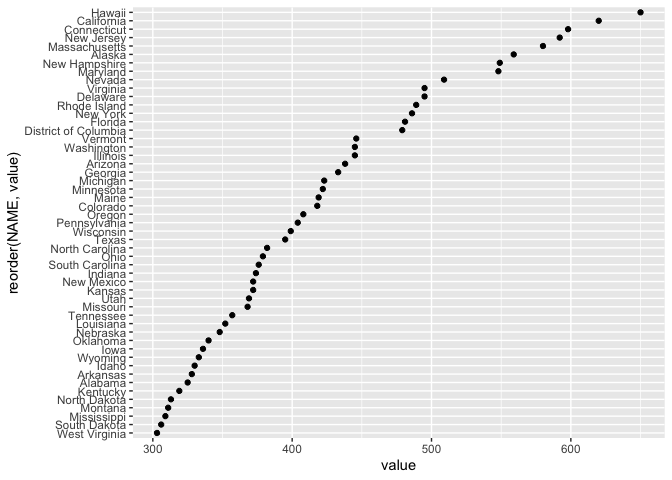 Hawaii
California
Connecticut
New Jersey
Massachusetts
Alaska
New Hampshire
Maryland
Nevada
Virginia
Delaware
Rhode Island
New York
Florida
District of Columbia
Vermont
Washington
Illinois
Arizona
Georgia
Michigan
Minnesota
Maine
Colorado
Oregon
Pennsylvania
Wisconsin
Texas
North Carolina
Ohio
South Carolina
Indiana
New Mexico
Kansas
Utah
Missouri
Tennessee
Louisiana
Nebraska
Oklahoma
Iowa
Wyoming
Idaho
Arkansas
Alabama
Kentucky
North Dakota
Montana
Mississippi
South Dakota
West Virginia
reorder(NAME, value)
300 400 500 600
value